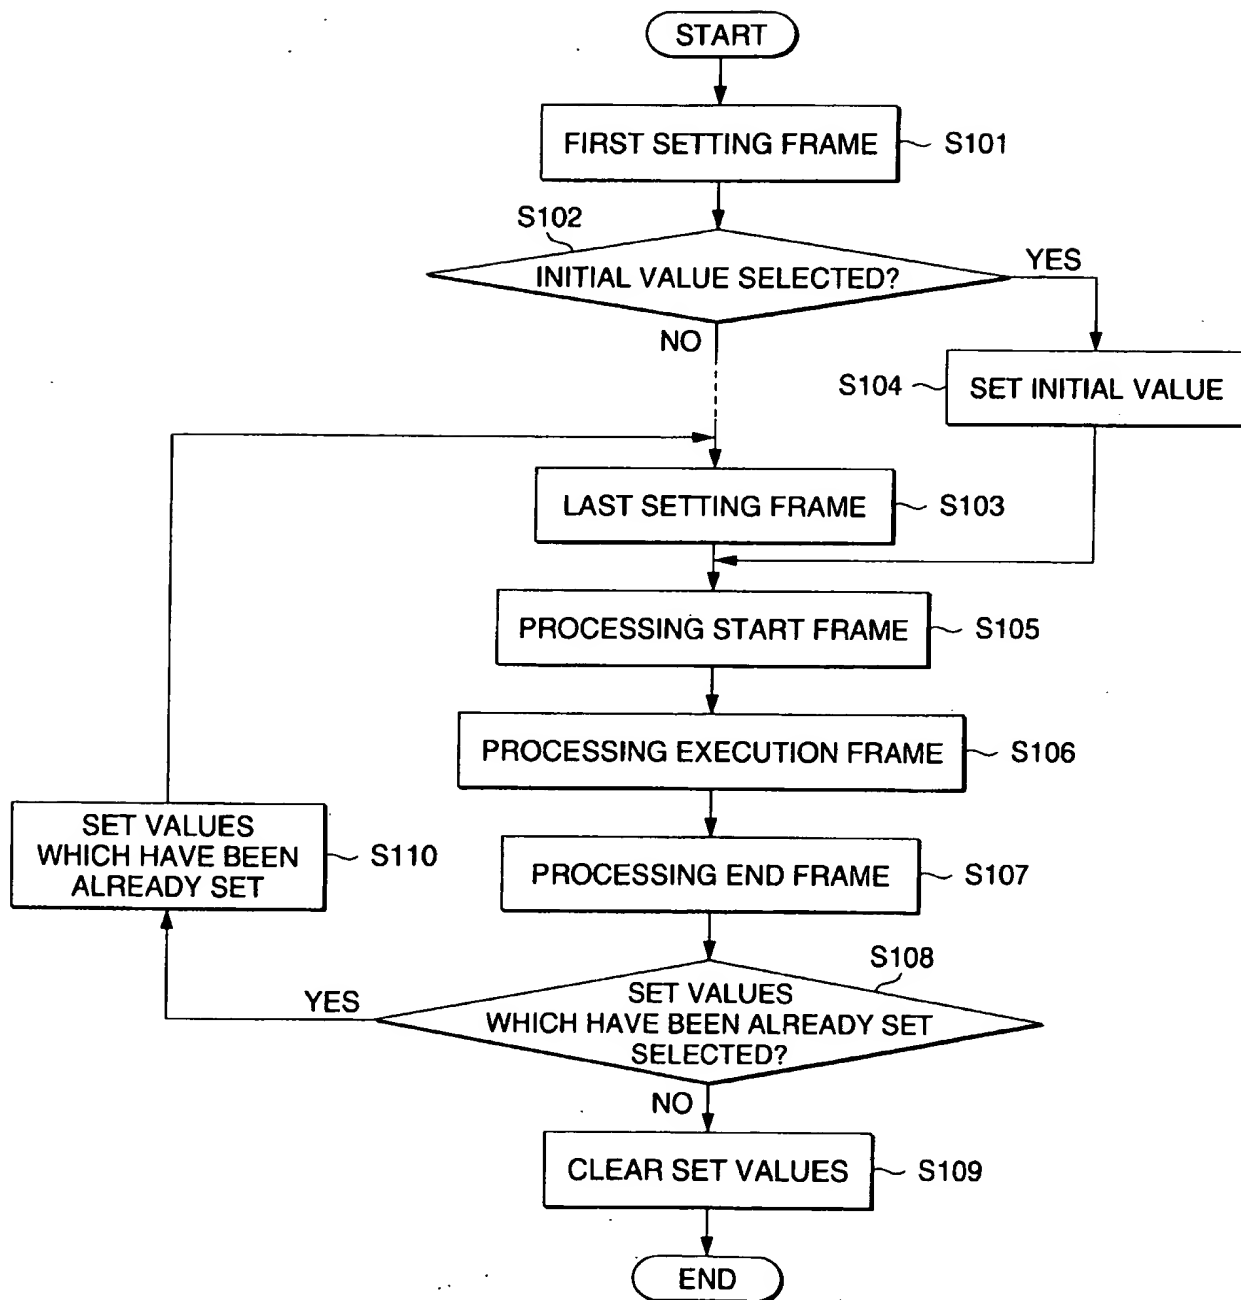 START
FIRST SETTING FRAME
S101
S102
INITIAL VALUE SELECTED?
YES
NO
S104
SET INITIAL VALUE
LAST SETTING FRAME
S103
PROCESSING START FRAME
S105
PROCESSING EXECUTION FRAME
S106
SET VALUES
WHICH HAVE BEEN
ALREADY SET
S110
PROCESSING END FRAME
S107
S108
YES
SET VALUES
WHICH HAVE BEEN ALREADY SET
SELECTED?
NO
CLEAR SET VALUES
S109
END